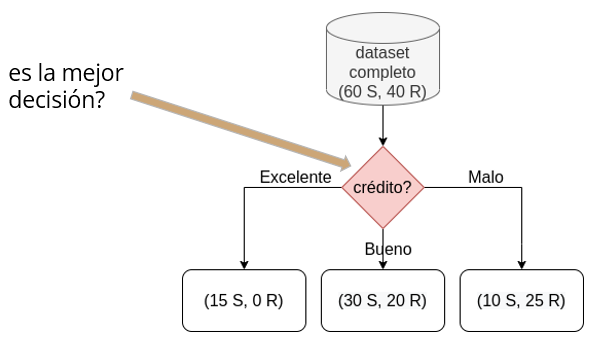 es la mejor
decisión?
dataset
completo
(60 S, 40 R)
Excelente
crédito?
Malo
Bueno
(15 S, 0 R)
(30 S, 20 R)
(10 S, 25 R)